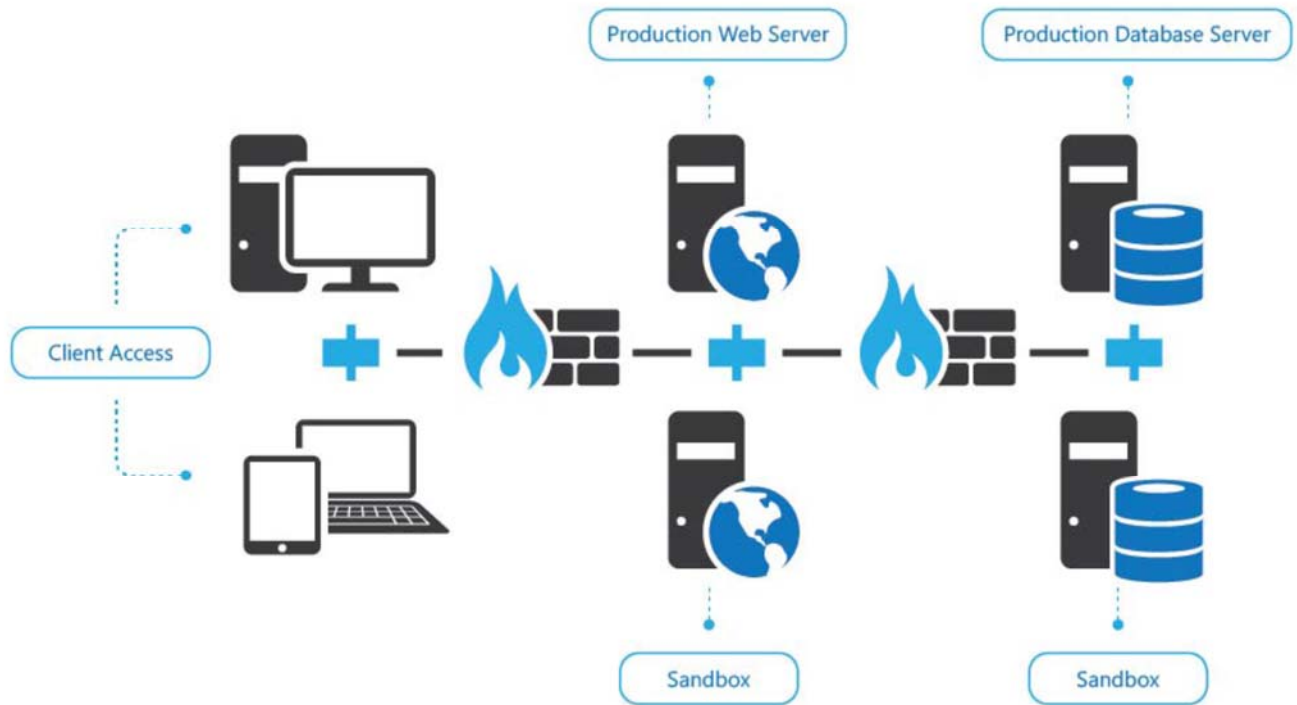 Production Web Server
Production Database Server
Client Access
Sandbox
Sandbox